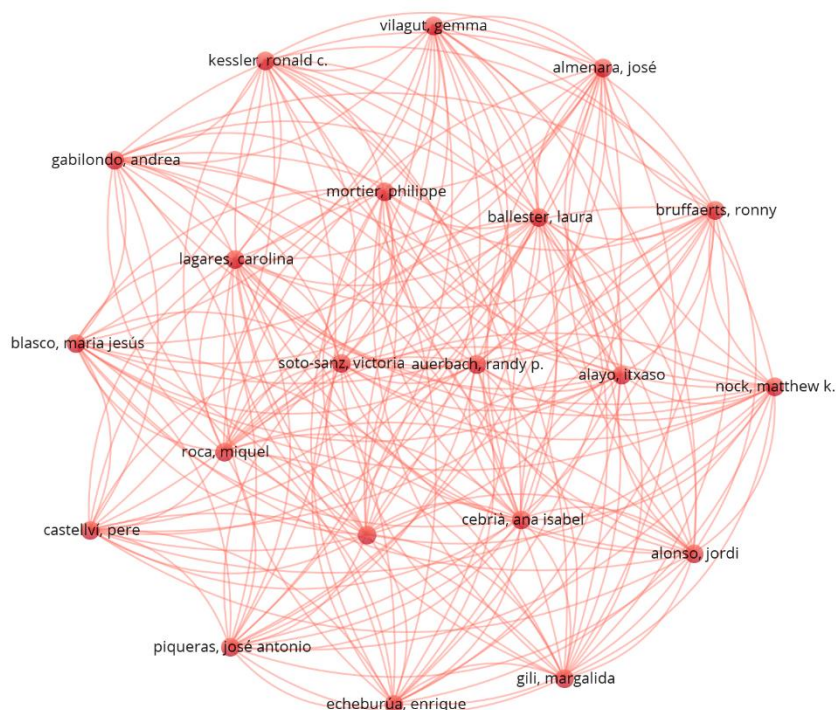 vilagut, gemma
kessler, ronald c.
almenara, josé
gabilondo, andrea
mortier, philippe
ballester, laura
bruffaerts, ronny
lagares, carolina
blasco, maria jesús
soto-sanz, victoria
auerbach, randy p.
alayo, itxaso
nock, matthew k.
roca, miquel
cebrià, ana isabel
castellví, pere
alonso, jordi
piqueras, josé antonio
gili, margalida
echeburúa, enrique